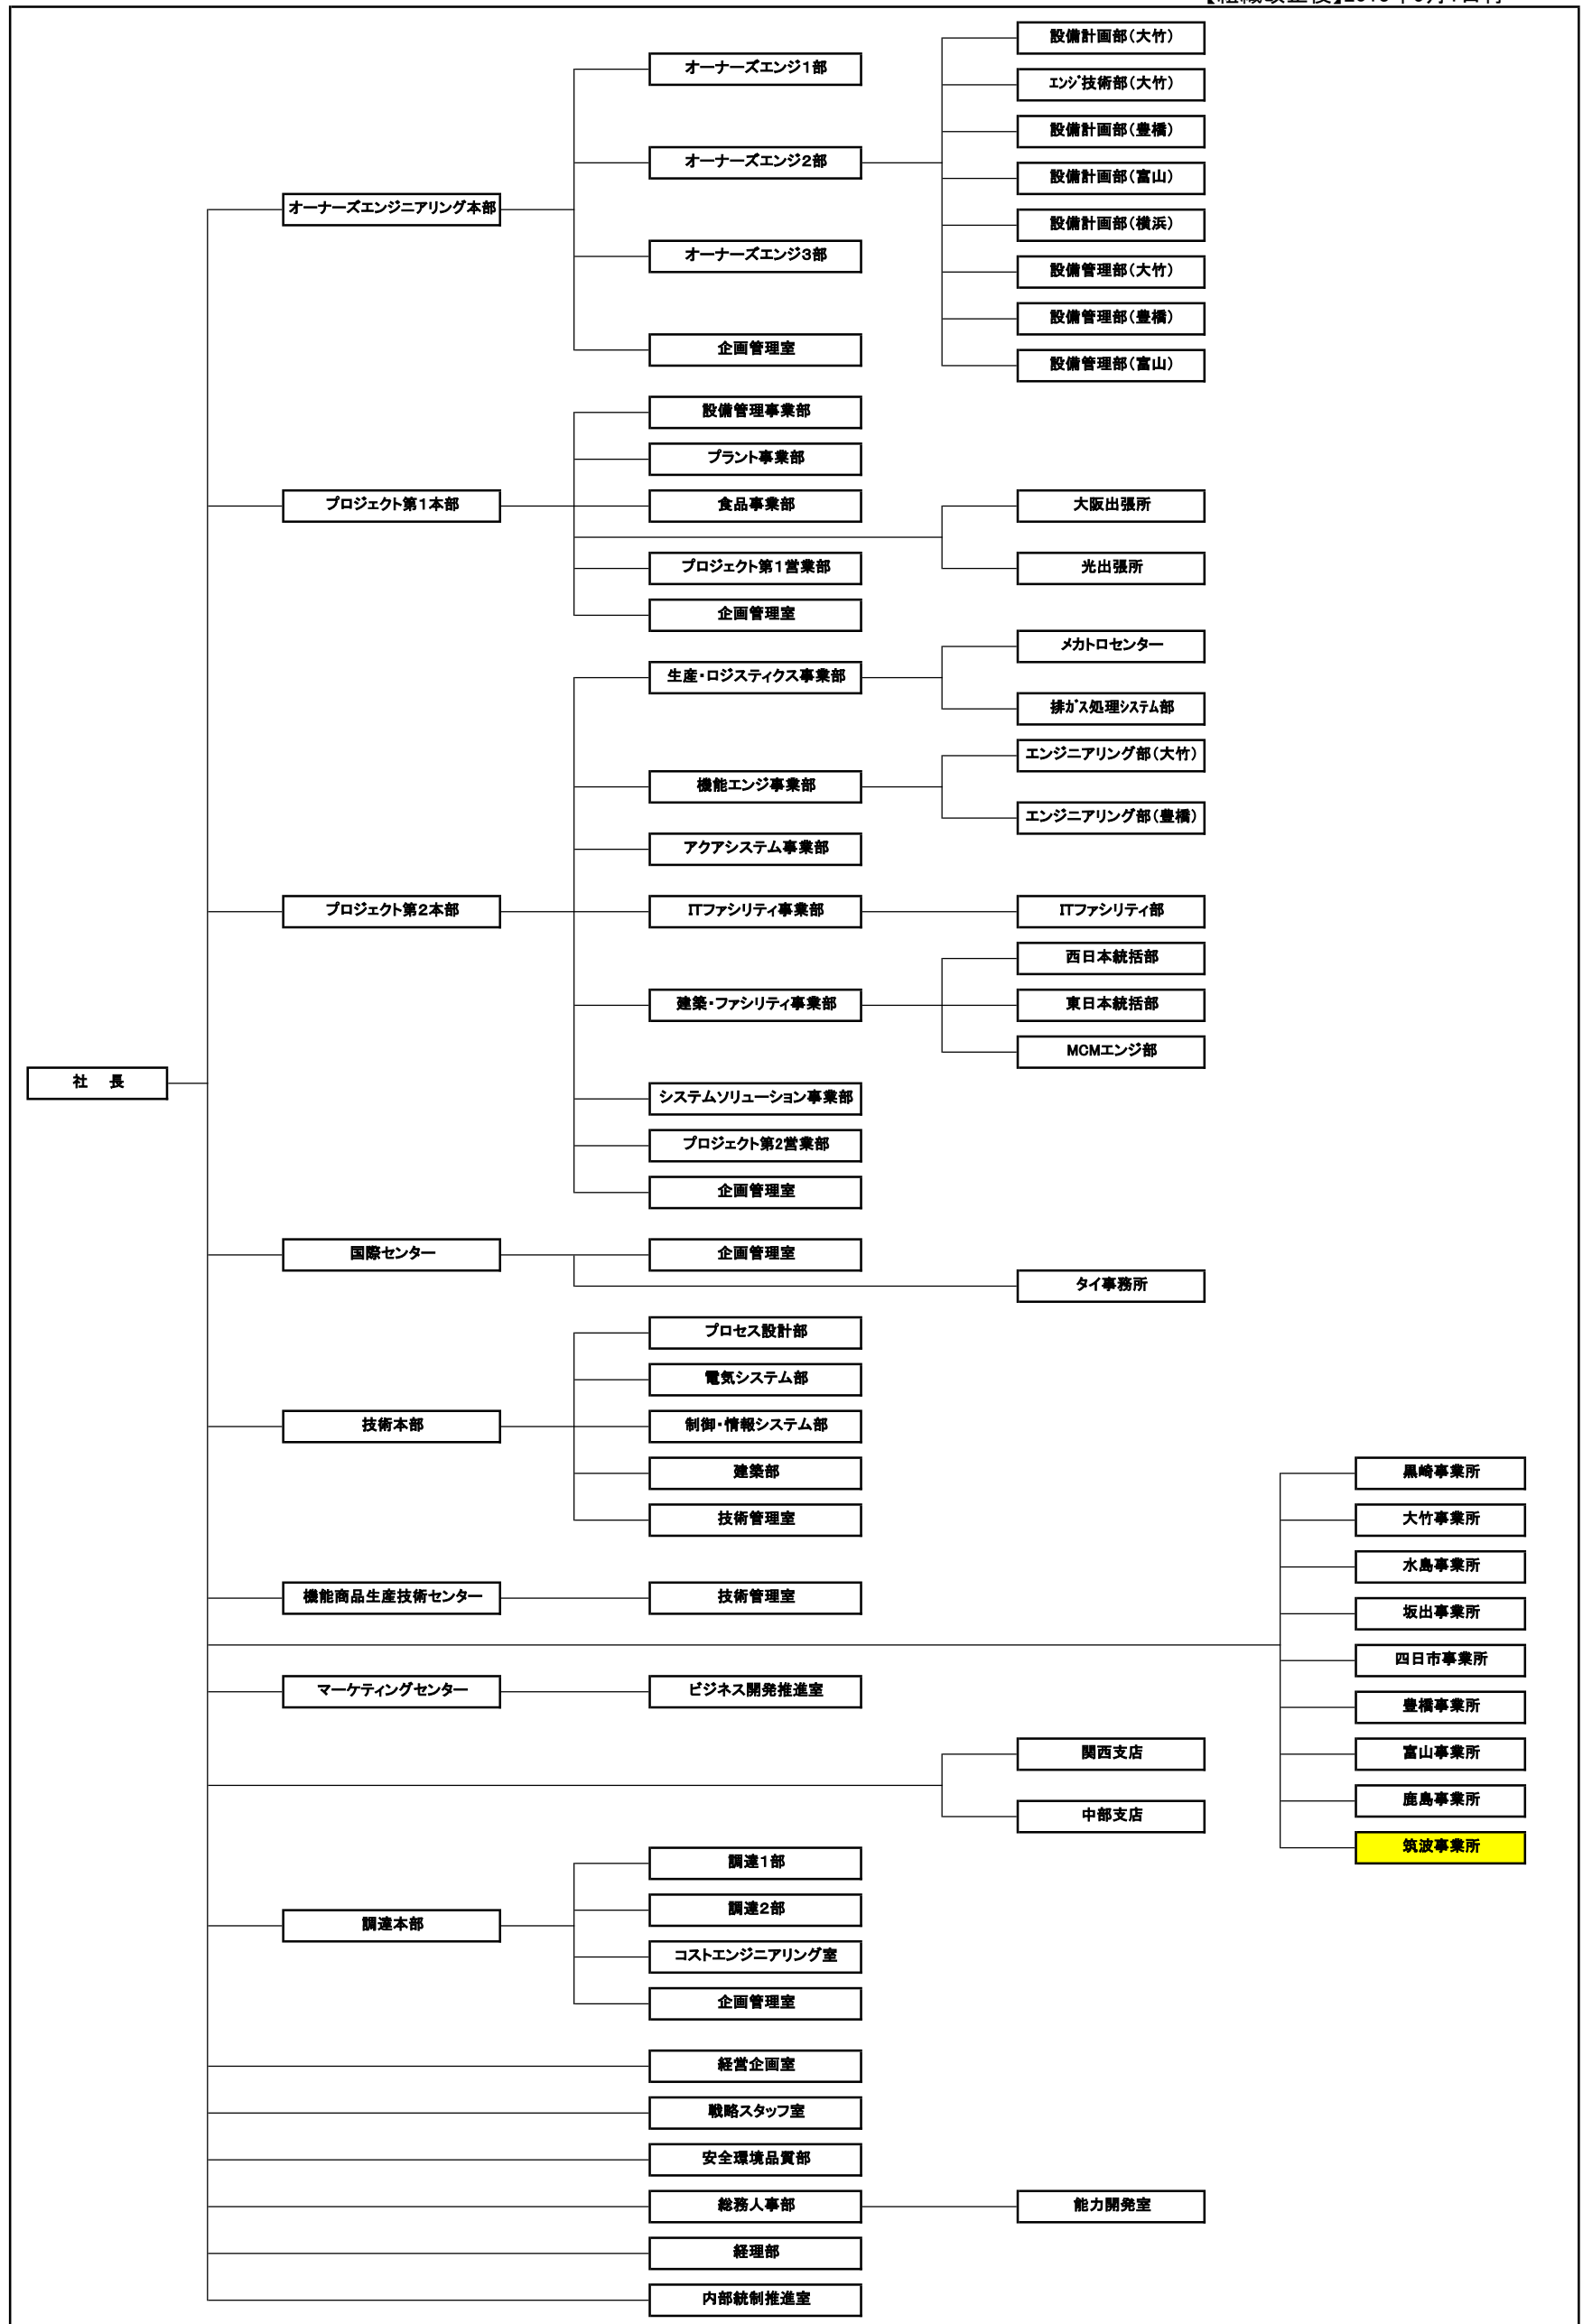 オーナーズエンジニアリング本部
オーナーズエンジ1部
オーナーズエンジ2部
設備計画部(大竹)
ｴﾝｼﾞ技術部(大竹)
設備計画部(豊橋)
設備計画部(富山)
設備計画部(横浜)
設備管理部(大竹)
設備管理部(豊橋)
設備管理部(富山)
オーナーズエンジ3部
企画管理室
プロジェクト第1本部
設備管理事業部
プラント事業部
食品事業部
大阪出張所
光出張所
プロジェクト第1営業部
企画管理室
プロジェクト第2本部
生産・ロジスティクス事業部
メカトロセンター
排ｶﾞｽ処理ｼｽﾃﾑ部
機能エンジ事業部
エンジニアリング部(大竹)
エンジニアリング部(豊橋)
アクアシステム事業部
ITファシリティ事業部
ITファシリティ部
建築・ファシリティ事業部
西日本統括部
東日本統括部
MCMエンジ部
社　長
システムソリューション事業部
プロジェクト第2営業部
企画管理室
国際センター
企画管理室
タイ事務所
技術本部
プロセス設計部
電気システム部
制御・情報システム部
建築部
技術管理室
機能商品生産技術センター
技術管理室
黒崎事業所
大竹事業所
水島事業所
坂出事業所
四日市事業所
豊橋事業所
富山事業所
鹿島事業所
筑波事業所
マーケティングセンター
ビジネス開発推進室
関西支店
中部支店
調達本部
調達1部
調達2部
コストエンジニアリング室
企画管理室
経営企画室
戦略スタッフ室
安全環境品質部
総務人事部
能力開発室
経理部
内部統制推進室